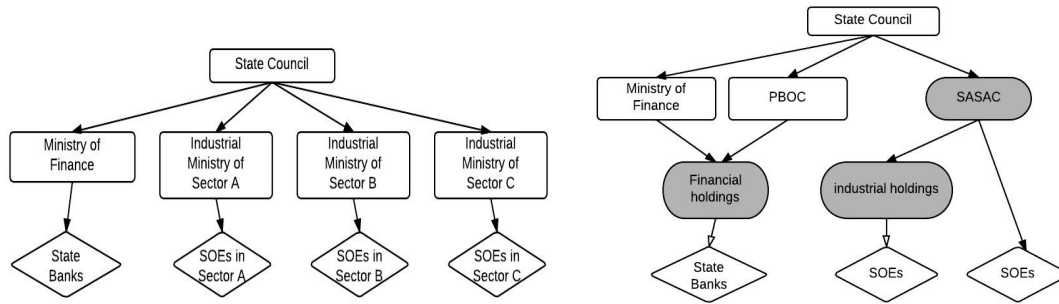 State Council
Ministry of
Finance
Industrial
Ministry of
Sector A
Industrial
Ministry of
Sector B
Industrial
Ministry of
Sector C
State
Banks
SOEs in
Sector A
SOEs in
Sector B
SOEs in
Sector C
State Council
Ministry of
Finance
PBOC
SASAC
Financial
holdings
industrial holdings
State
Banks
SOEs
SOEs